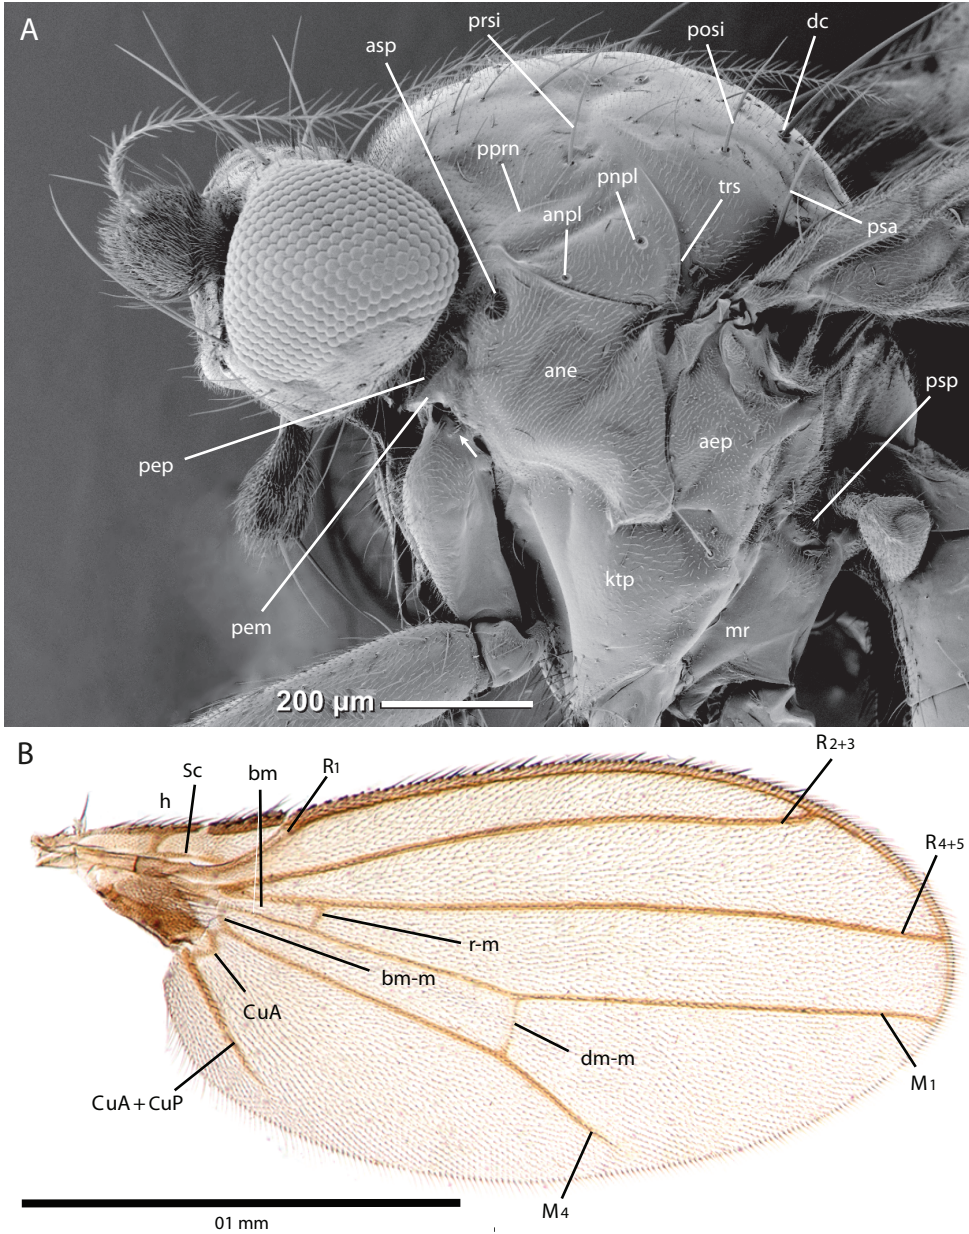 A
prsi
posi
dc
asp
pprn
pnpl
anpl
trs
psa
ane
psp
aep
pep
ktp
pem
mr
200 µm
B
R2+3
Sc
bm
R1
h
R4+5
r-m
bm-m
CuA
dm-m
M1
CuA+CuP
M4
01 mm